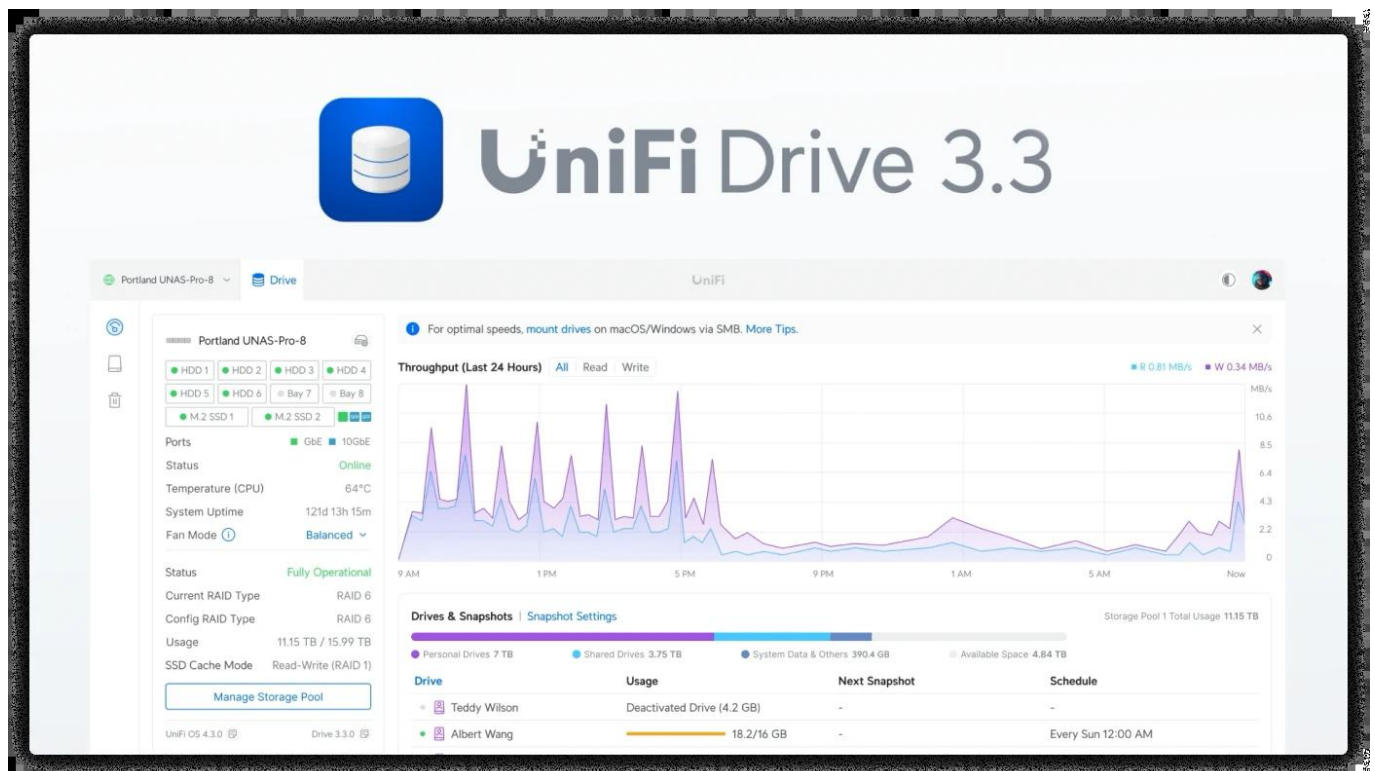 UniFi Drive 3.3
Portland UNAS-Pro-8
Drive
UniFi
Portland UNAS-Pro-8
HDD 1 HDD 2 HDD 3 HDD 4
HDD 5 HDD 6 Bay 7 Bay 8
M.2 SSD 1 M.2 SSD 2
Ports GbE 10GbE
Status Online
Temperature (CPU) 64°C
System Uptime 121d 13h 15m
Fan Mode Balanced
Status Fully Operational
Current RAID Type RAID 6
Config RAID Type RAID 6
Usage 11.15 TB / 15.99 TB
SSD Cache Mode Read-Write (RAID 1)
Manage Storage Pool
UniFi OS 4.3.0 Drive 3.3.0
For optimal speeds, mount drives on macOS/Windows via SMB. More Tips.
Throughput (Last 24 Hours) All Read Write R 0.81 MB/s W 0.34 MB/s
MB/s
10.6
8.5
6.4
4.3
2.2
0
9 AM 1 PM 5 PM 9 PM 1 AM 5 AM Now
Drives & Snapshots | Snapshot Settings Storage Pool 1 Total Usage 11.15 TB
Personal Drives 7 TB Shared Drives 3.75 TB System Data & Others 390.4 GB Available Space 4.84 TB
Drive Usage Next Snapshot Schedule
Teddy Wilson Deactivated Drive (4.2 GB) - -
Albert Wang 18.2/16 GB - Every Sun 12:00 AM